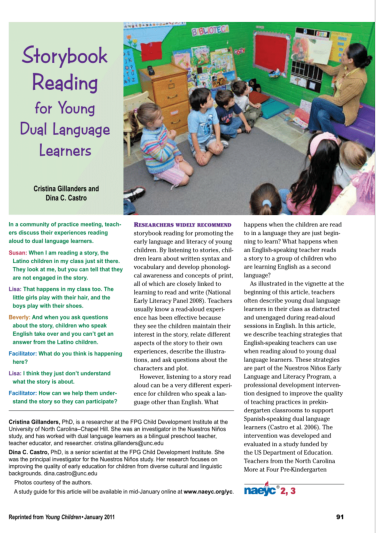 Storybook
Reading
for Young
Dual Language
Learners
Cristina Gillanders and
Dina C. Castro
In a community of practice meeting, teach-
ers discuss their experiences reading
aloud to dual language learners.
Susan: When I am reading a story, the
Latino children in my class just sit there.
They look at me, but you can tell that they
are not engaged in the story.
Lisa: That happens in my class too. The
little girls play with their hair, and the
boys play with their shoes.
Beverly: And when you ask questions
about the story, children who speak
English take over and you can't get an
answer from the Latino children.
Facilitator: What do you think is happening
here?
Lisa: I think they just don't understand
what the story is about.
Facilitator: How can we help them under-
stand the story so they can participate?
RESEARCHERS WIDELY RECOMMEND
storybook reading for promoting the
early language and literacy of young
children. By listening to stories, chil-
dren learn about written syntax and
vocabulary and develop phonologi-
cal awareness and concepts of print,
all of which are closely linked to
learning to read and write (National
Early Literacy Panel 2008). Teachers
usually know a read-aloud experi-
ence has been effective because
they see the children maintain their
interest in the story, relate different
aspects of the story to their own
experiences, describe the illustra-
tions, and ask questions about the
characters and plot.
However, listening to a story read
aloud can be a very different experi-
ence for children who speak a lan-
guage other than English. What
happens when the children are read
to in a language they are just begin-
ning to learn? What happens when
an English-speaking teacher reads
a story to a group of children who
are learning English as a second
language?
As illustrated in the vignette at the
beginning of this article, teachers
often describe young dual language
learners in their class as distracted
and unengaged during read-aloud
sessions in English. In this article,
we describe teaching strategies that
English-speaking teachers can use
when reading aloud to young dual
language learners. These strategies
are part of the Nuestros Niños Early
Language and Literacy Program, a
professional development interven-
tion designed to improve the quality
of teaching practices in prekin-
dergarten classrooms to support
Spanish-speaking dual language
learners (Castro et al. 2006). The
intervention was developed and
evaluated in a study funded by
the US Department of Education.
Teachers from the North Carolina
More at Four Pre-Kindergarten
Cristina Gillanders, PhD, is a researcher at the FPG Child Development Institute at the
University of North Carolina–Chapel Hill. She was an investigator in the Nuestros Niños
study, and has worked with dual language learners as a bilingual preschool teacher,
teacher educator, and researcher. cristina.gillanders@unc.edu
Dina C. Castro, PhD, is a senior scientist at the FPG Child Development Institute. She
was the principal investigator for the Nuestros Niños study. Her research focuses on
improving the quality of early education for children from diverse cultural and linguistic
backgrounds. dina.castro@unc.edu
Photos courtesy of the authors.
A study guide for this article will be available in mid-January online at www.naeyc.org/yc.
naeyc® 2, 3
Reprinted from Young Children • January 2011
91